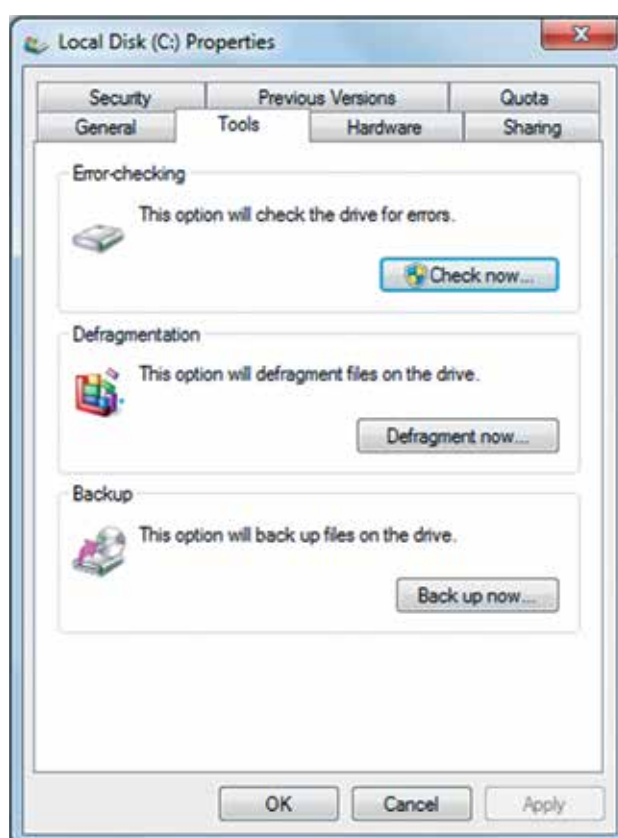 Local Disk (C:) Properties
Security Previous Versions Quota
General Tools Hardware Sharing
Error-checking
This option will check the drive for errors.
Check now...
Defragmentation
This option will defragment files on the drive.
Defragment now...
Backup
This option will back up files on the drive.
Back up now...
OK Cancel Apply